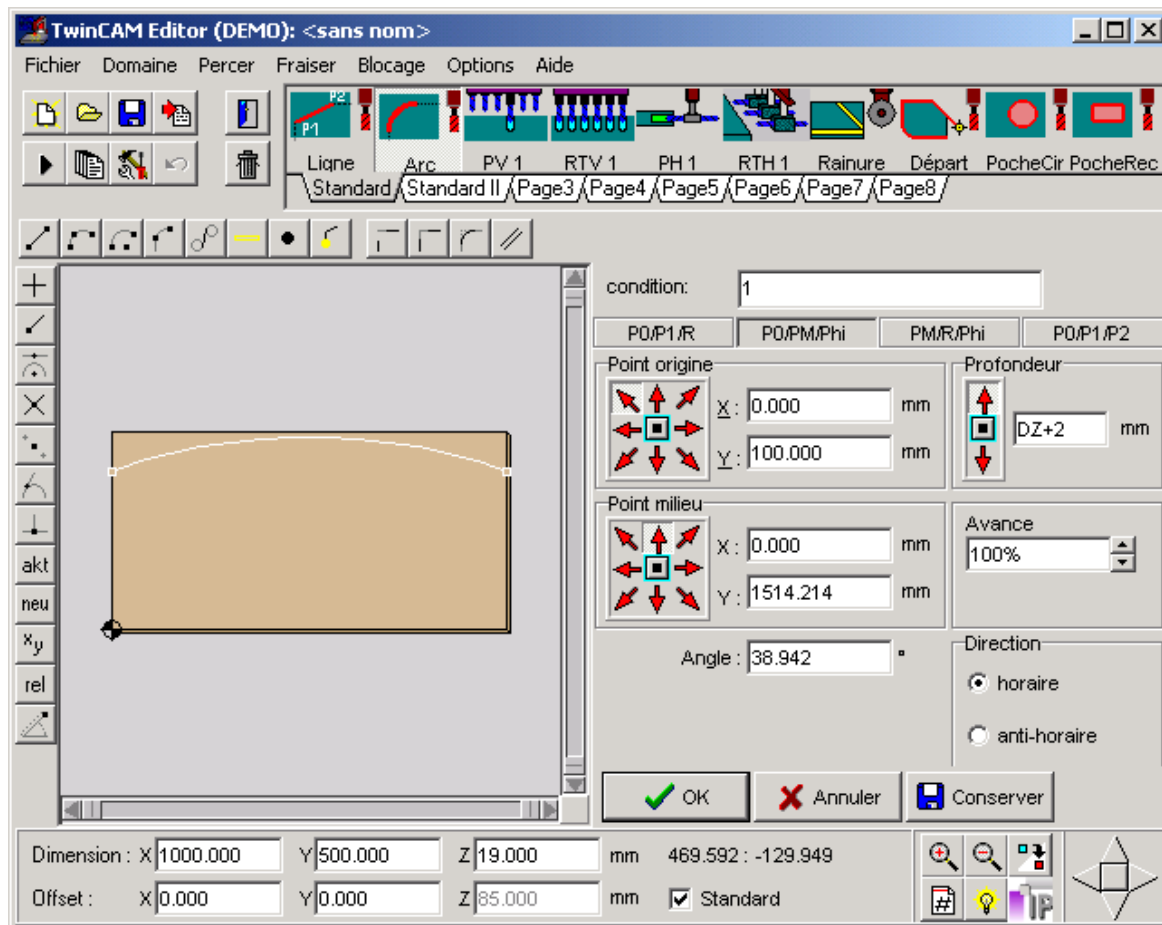 TwinCAM Editor (DEMO): <sans nom>
Fichier Domaine Percer Fraiser Blocage Options Aide
P2
P1
Ligne Arc PV 1 RTV 1 PH 1 RTH 1 Rainure Départ PocheCir PocheRec
Standard Standard II Page3 Page4 Page5 Page6 Page7 Page8
condition: 1
P0/P1/R P0/PM/Phi PM/R/Phi P0/P1/P2
Point origine Profondeur
X : 0.000 mm
DZ+2 mm
Y : 100.000 mm
Point milieu
Avance
X : 0.000 mm
100%
Y : 1514.214 mm
Angle : 38.942 °
Direction
horaire
anti-horaire
akt
neu
xy
rel
OK Annuler Conserver
Dimension : X 1000.000 Y 500.000 Z 19.000 mm 469.592 : -129.949
Offset : X 0.000 Y 0.000 Z 85.000 mm Standard
#
IP